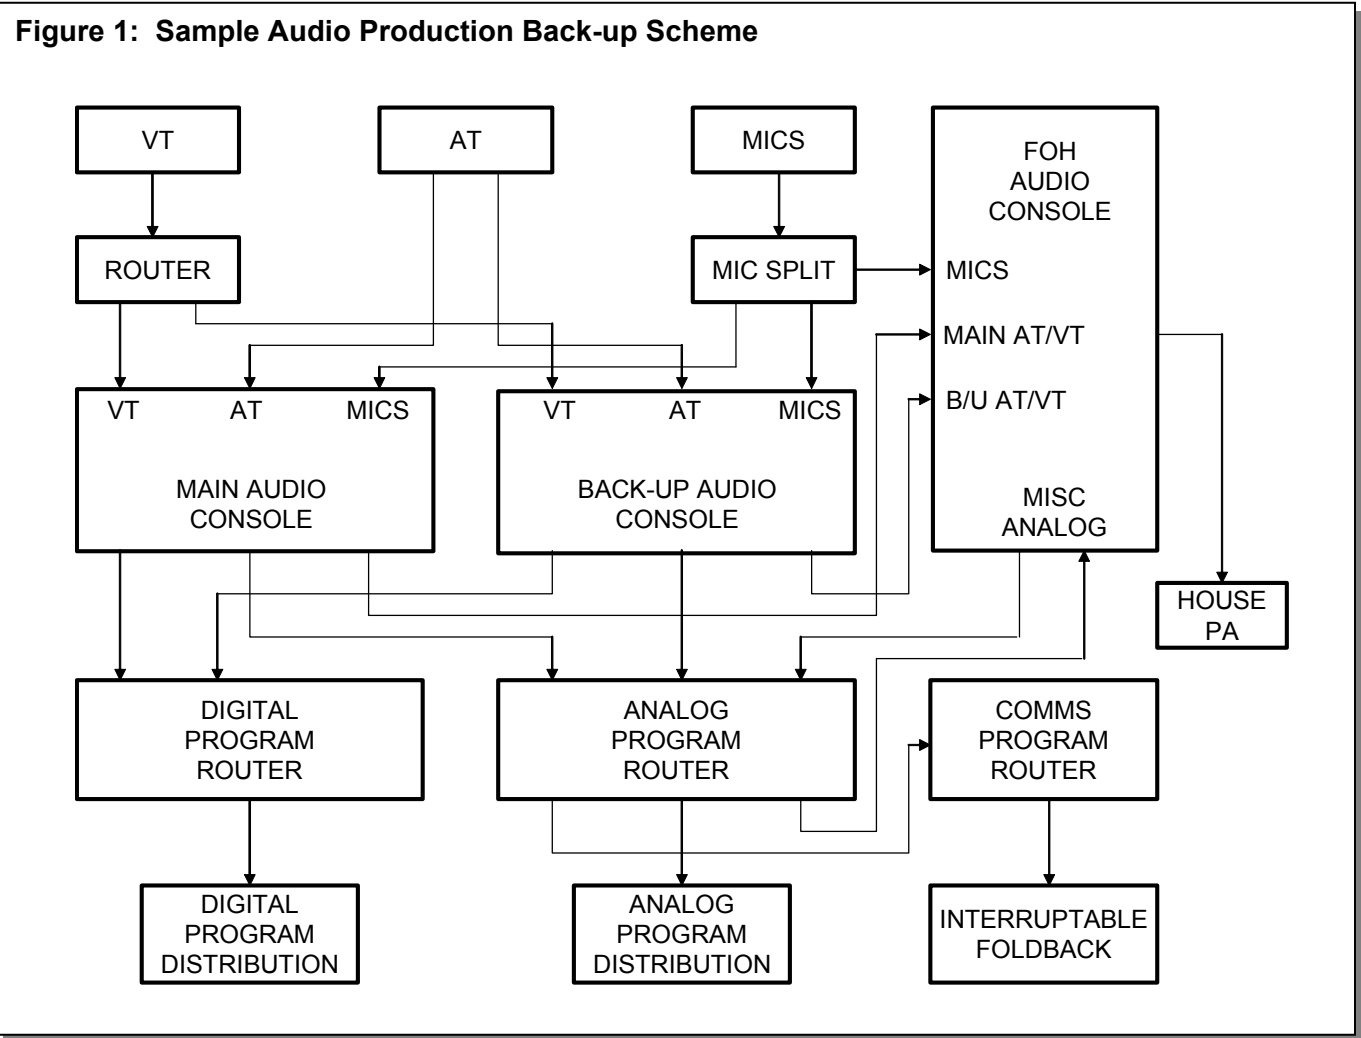 Figure 1:  Sample Audio Production Back-up Scheme
VT
AT
MICS
FOH
AUDIO
CONSOLE
ROUTER
MIC SPLIT
MICS
MAIN AT/VT
B/U AT/VT
MISC
ANALOG
VT
AT
MICS
MAIN AUDIO
CONSOLE
VT
AT
MICS
BACK-UP AUDIO
CONSOLE
HOUSE
PA
DIGITAL
PROGRAM
ROUTER
ANALOG
PROGRAM
ROUTER
COMMS
PROGRAM
ROUTER
DIGITAL
PROGRAM
DISTRIBUTION
ANALOG
PROGRAM
DISTRIBUTION
INTERRUPTABLE
FOLDBACK